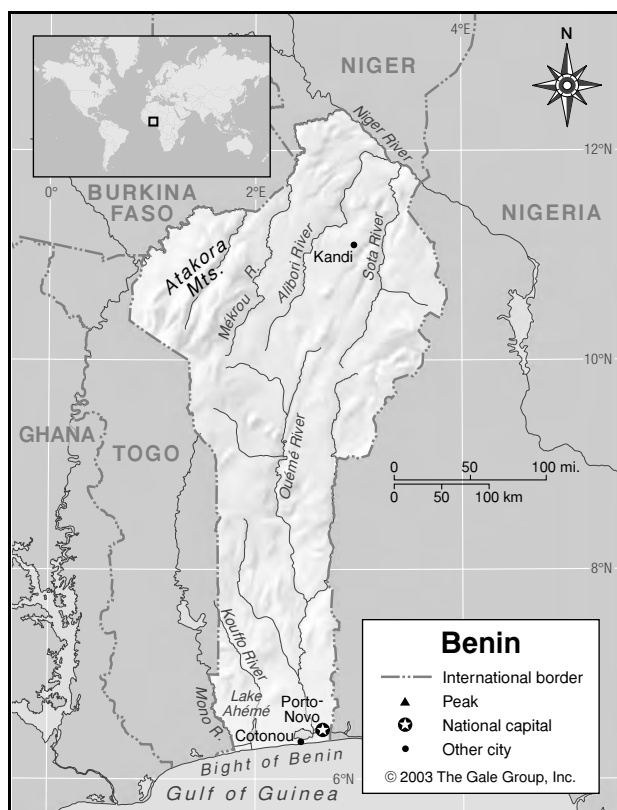 4°E
N
NIGER
Niger River
12°N
0°
2°E
BURKINA
FASO
NIGERIA
Atakora
Mts.
Mékrou R.
Alibori River
Kandi
Sota River
10°N
GHANA
TOGO
Ouémé River
0 50 100 mi.
0 50 100 km
8°N
Kouffo River
Mono R.
Lake
Ahémé
Porto-
Novo
Cotonou
Bight of Benin
Gulf of Guinea
6°N
Benin
International border
Peak
National capital
Other city
© 2003 The Gale Group, Inc.